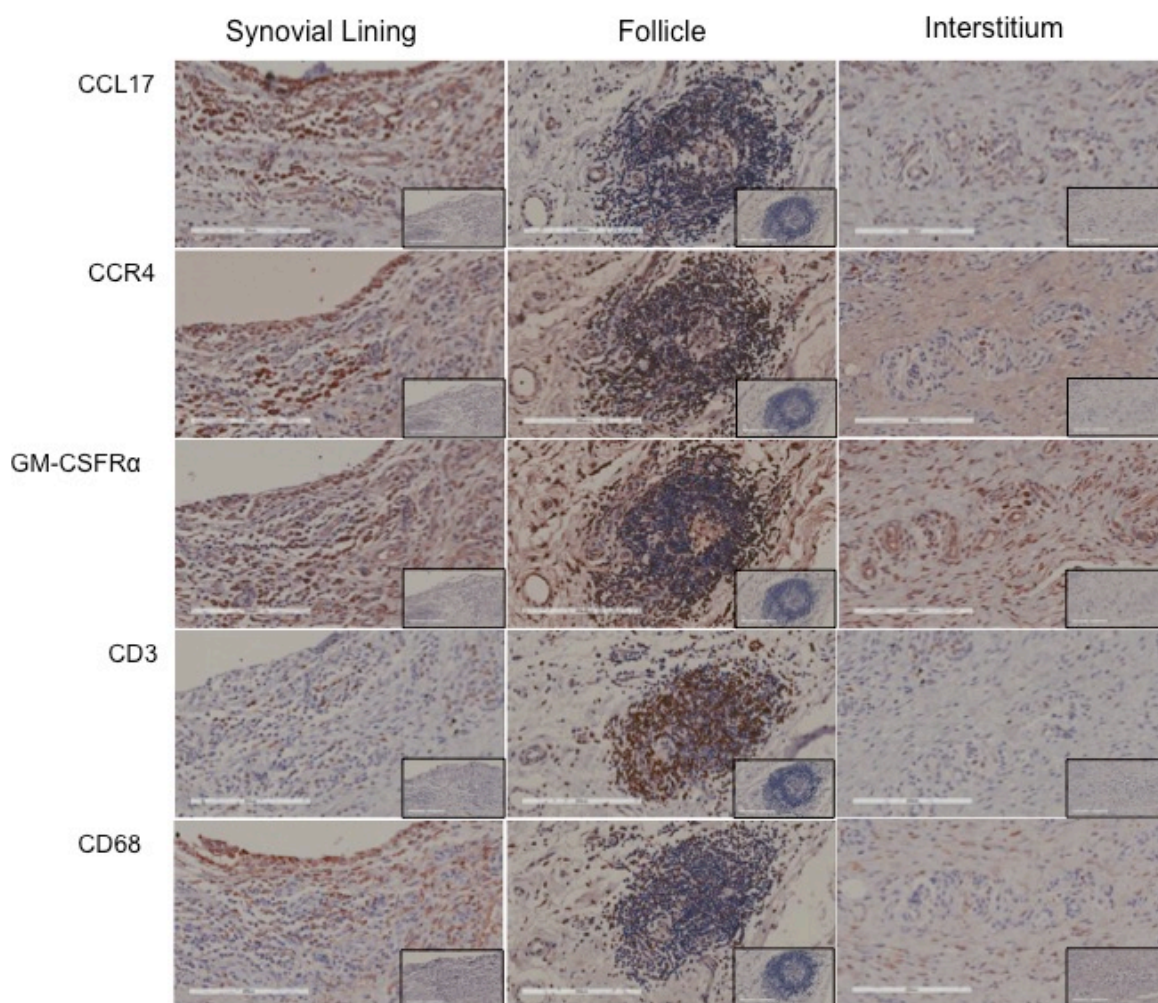 Synovial Lining Follicle Interstitium
CCL17
CCR4
GM-CSFRα
CD3
CD68